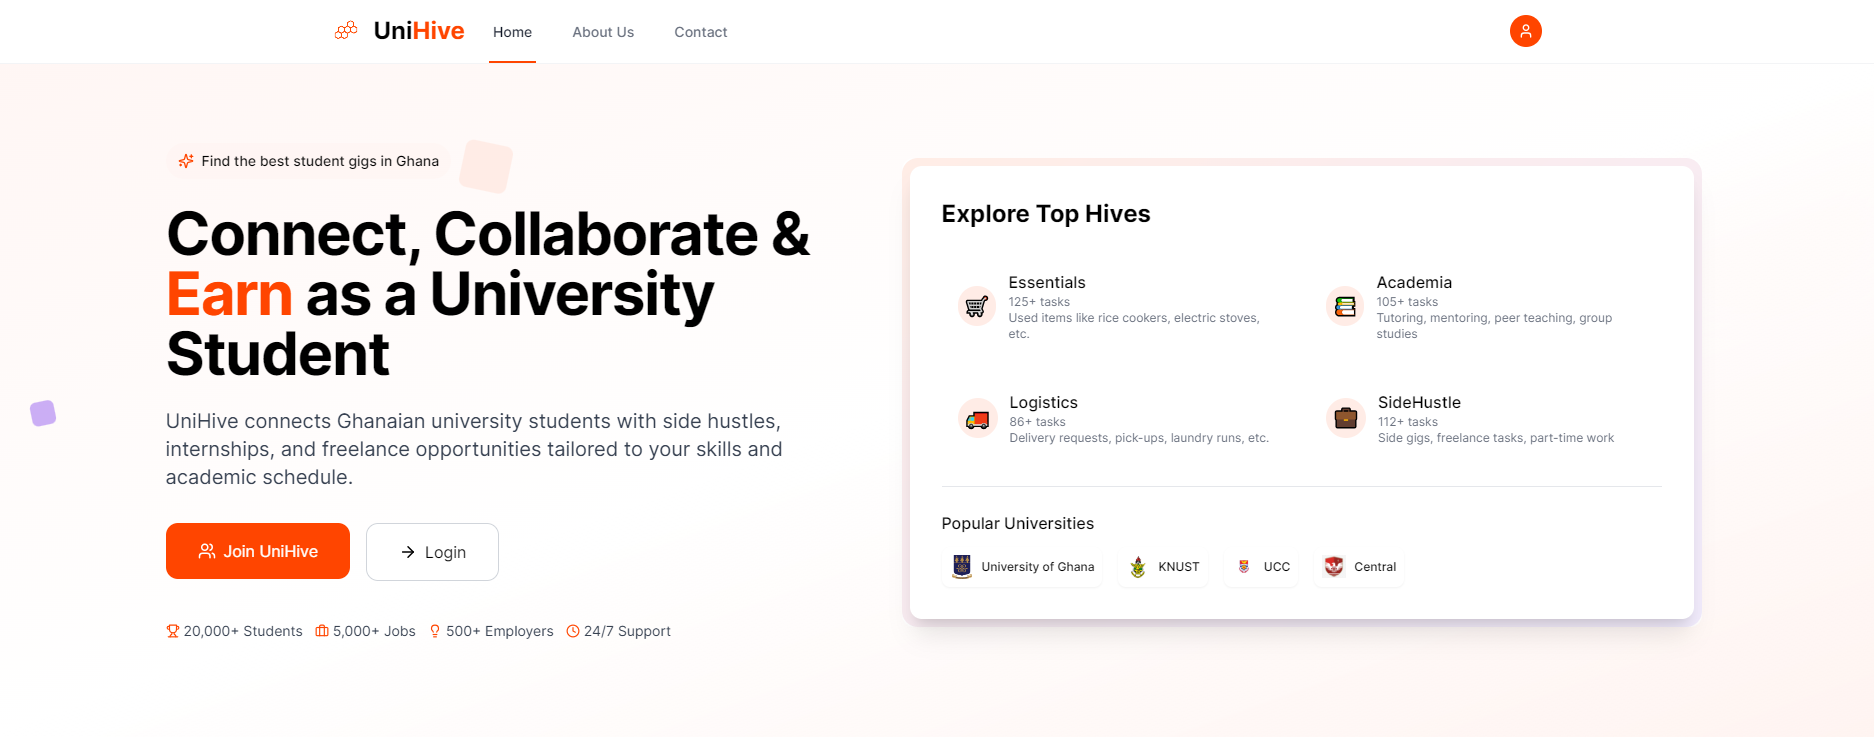 UniHive
Home
About Us
Contact
Find the best student gigs in Ghana
Connect, Collaborate &
Earn as a University
Student
UniHive connects Ghanaian university students with side hustles,
internships, and freelance opportunities tailored to your skills and
academic schedule.
Join UniHive
Login
20,000+ Students
5,000+ Jobs
500+ Employers
24/7 Support
Explore Top Hives
Essentials
125+ tasks
Used items like rice cookers, electric stoves,
etc.
Academia
105+ tasks
Tutoring, mentoring, peer teaching, group
studies
Logistics
86+ tasks
Delivery requests, pick-ups, laundry runs, etc.
SideHustle
112+ tasks
Side gigs, freelance tasks, part-time work
Popular Universities
University of Ghana
KNUST
UCC
Central